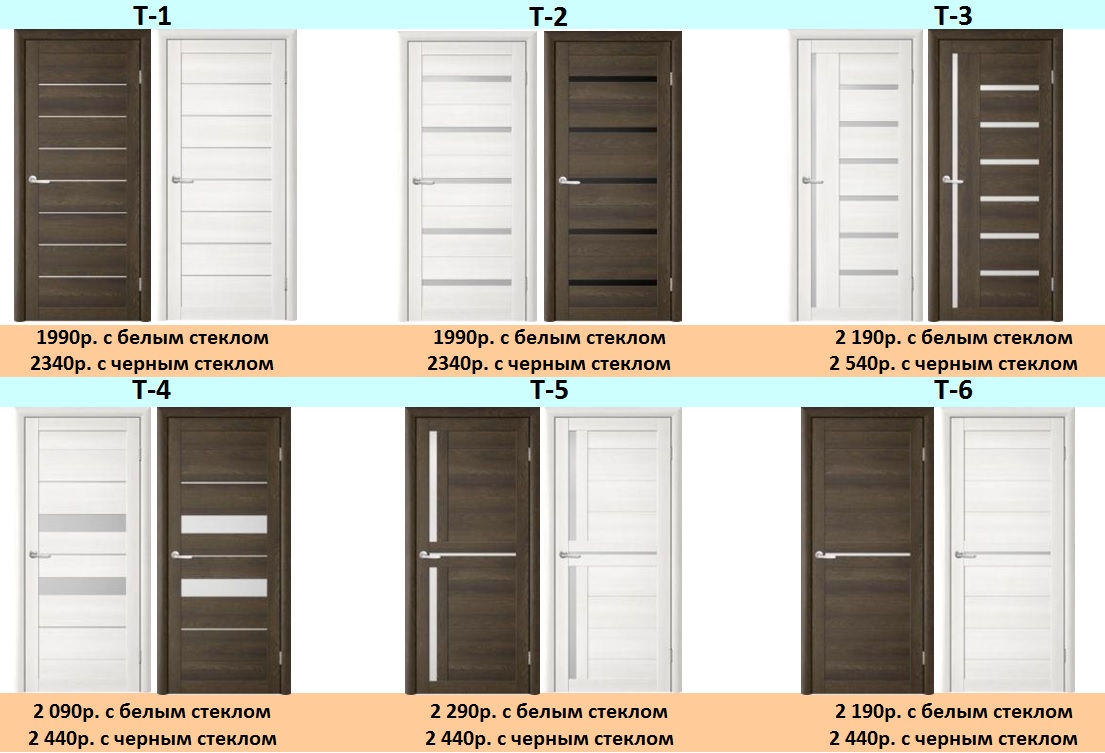 Т-1
Т-2
Т-3
1990р. с белым стеклом
2340р. с черным стеклом
1990р. с белым стеклом
2340р. с черным стеклом
2 190р. с белым стеклом
2 540р. с черным стеклом
Т-4
Т-5
Т-6
2 090р. с белым стеклом
2 440р. с черным стеклом
2 290р. с белым стеклом
2 440р. с черным стеклом
2 190р. с белым стеклом
2 440р. с черным стеклом